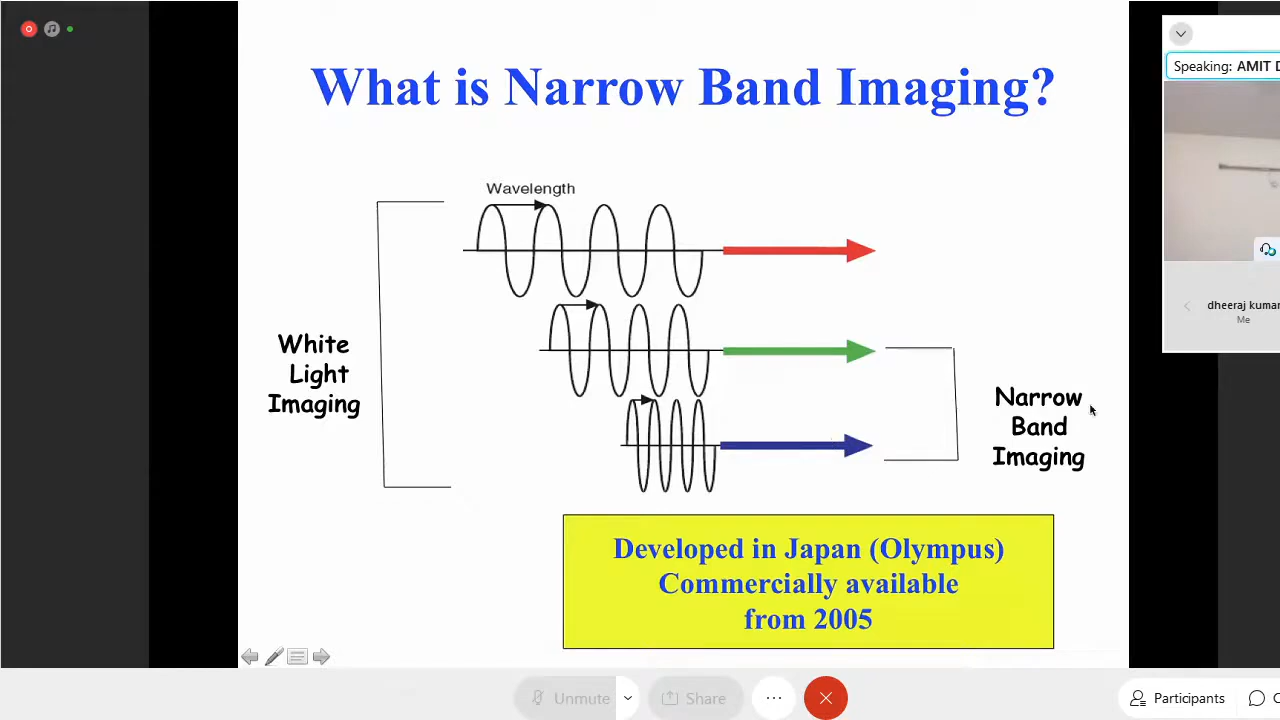 What is Narrow Band Imaging?
Speaking: AMIT D
Wavelength
White
Light
Imaging
dheeraj kumar
Me
Narrow
Band
Imaging
Developed in Japan (Olympus)
Commercially available
from 2005
Unmute
Share
Participants